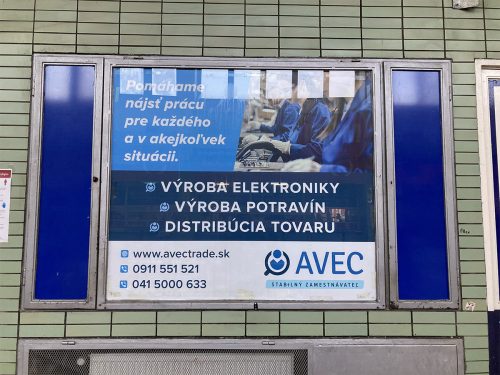 Pomáhame
nájsť prácu
pre každého
a v akejkoľvek
situácii.
VÝROBA ELEKTRONIKY
VÝROBA POTRAVÍN
DISTRIBÚCIA TOVARU
www.avectrade.sk
0911 551 521
041 5000 633
AVEC
STABILNÝ ZAMESTNÁVATEĽ